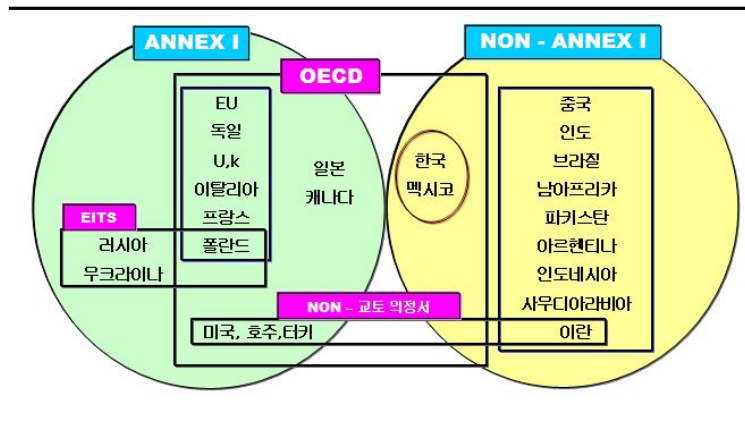 ANNEX I
NON - ANNEX I
OECD
EU
독일
U,k
이탈리아
프랑스
폴란드
일본
캐나다
한국
멕시코
중국
인도
브라질
남아프리카
파키스탄
아르헨티나
인도네시아
사우디아라비아
이란
EITS
러시아
우크라이나
NON – 교토 의정서
미국, 호주,터키